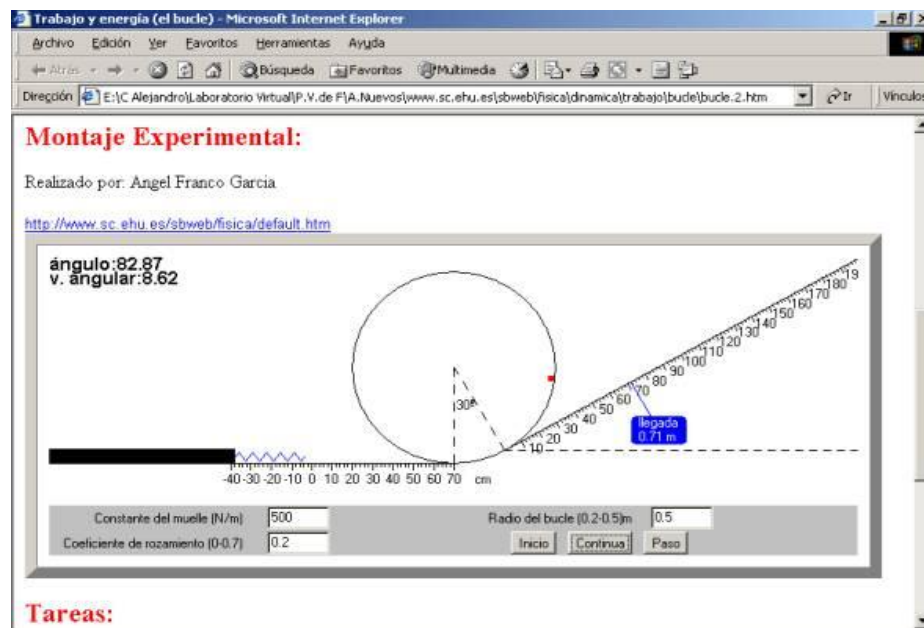 Trabajo y energía (el bucle) - Microsoft Internet Explorer
Archivo Edición Ver Favoritos Herramientas Ayuda
Atrás Búsqueda Favoritos Multimedia
Dirección E:\C Alejandro\Laboratorio Virtual\P.V.de F\A.Nuevos\www.sc.ehu.es\sbweb\fisica\dinamica\trabajo\bucle\bucle.2.htm Ir Vínculos
Montaje Experimental:
Realizado por: Angel Franco Garcia
http://www.sc.ehu.es/sbweb/fisica/default.htm
ángulo:82.87
v. ángular:8.62
30º
10 20 30 40 50 60 70 80 90 100 110 120 130 140 150 160 170 180 19
llegada
0.71 m
-40 -30 -20 -10 0 10 20 30 40 50 60 70 cm
Constante del muelle (N/m) 500 Radio del bucle (0.2-0.5)m 0.5
Coeficiente de rozamiento (0-0.7) 0.2 Inicio Continua Paso
Tareas: